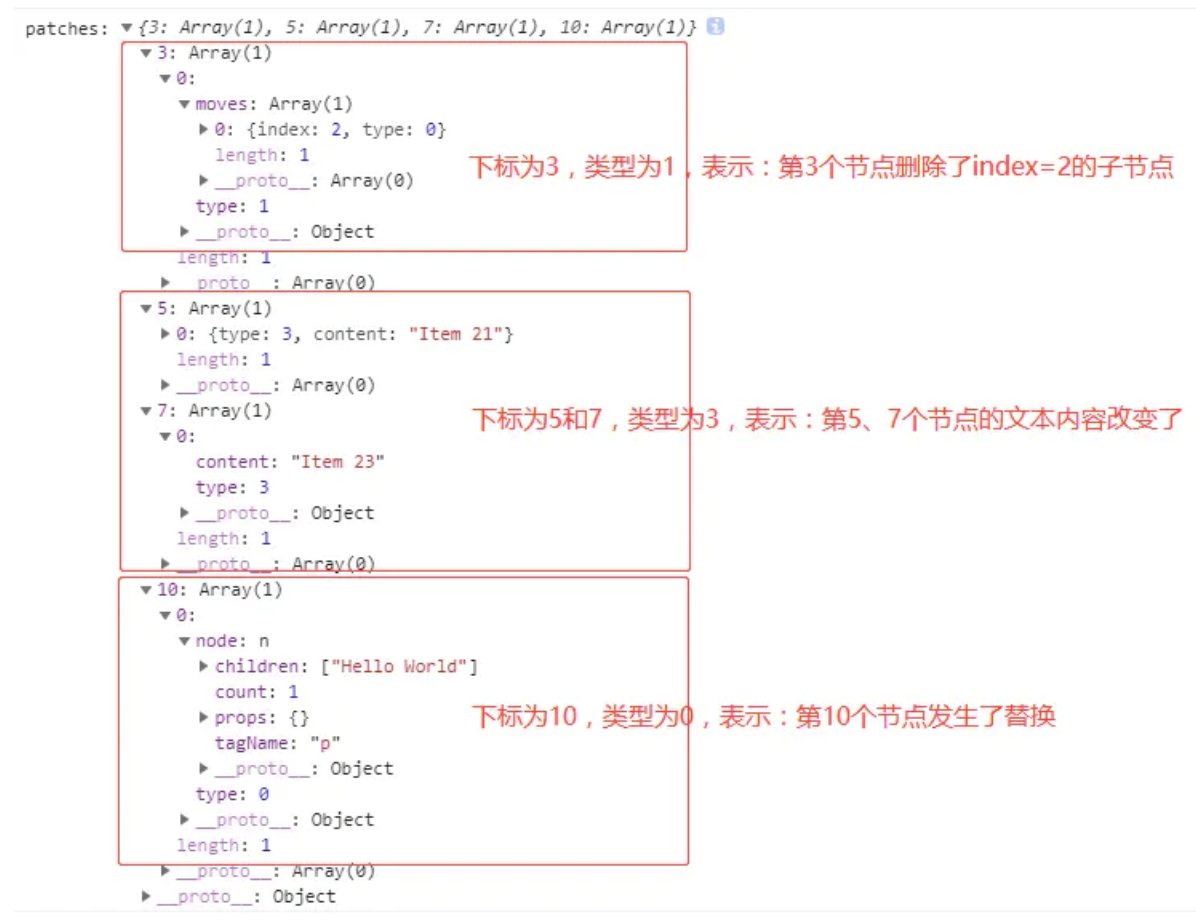 patches: ▼{3: Array(1), 5: Array(1), 7: Array(1), 10: Array(1)} i
▼3: Array(1)
▼0:
▼moves: Array(1)
▶0: {index: 2, type: 0}
length: 1
下标为3，类型为1，表示：第3个节点删除了index=2的子节点
▶__proto__: Array(0)
type: 1
▶__proto__: Object
length: 1
▶__proto__: Array(0)
▼5: Array(1)
▶0: {type: 3, content: "Item 21"}
length: 1
▶__proto__: Array(0)
▼7: Array(1)
下标为5和7，类型为3，表示：第5、7个节点的文本内容改变了
▼0:
content: "Item 23"
type: 3
▶__proto__: Object
length: 1
▶__proto__: Array(0)
▼10: Array(1)
▼0:
▼node: n
▶children: ["Hello World"]
count: 1
▶props: {}
下标为10，类型为0，表示：第10个节点发生了替换
tagName: "p"
▶__proto__: Object
type: 0
▶__proto__: Object
length: 1
▶__proto__: Array(0)
▶__proto__: Object